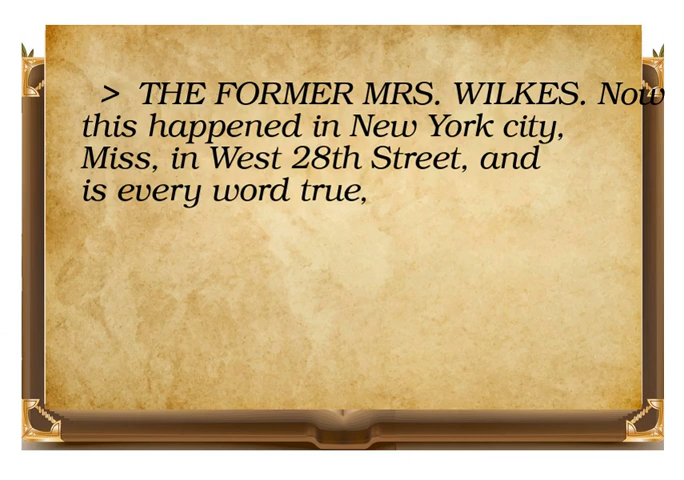 > THE FORMER MRS. WILKES. Now
this happened in New York city,
Miss, in West 28th Street, and
is every word true,